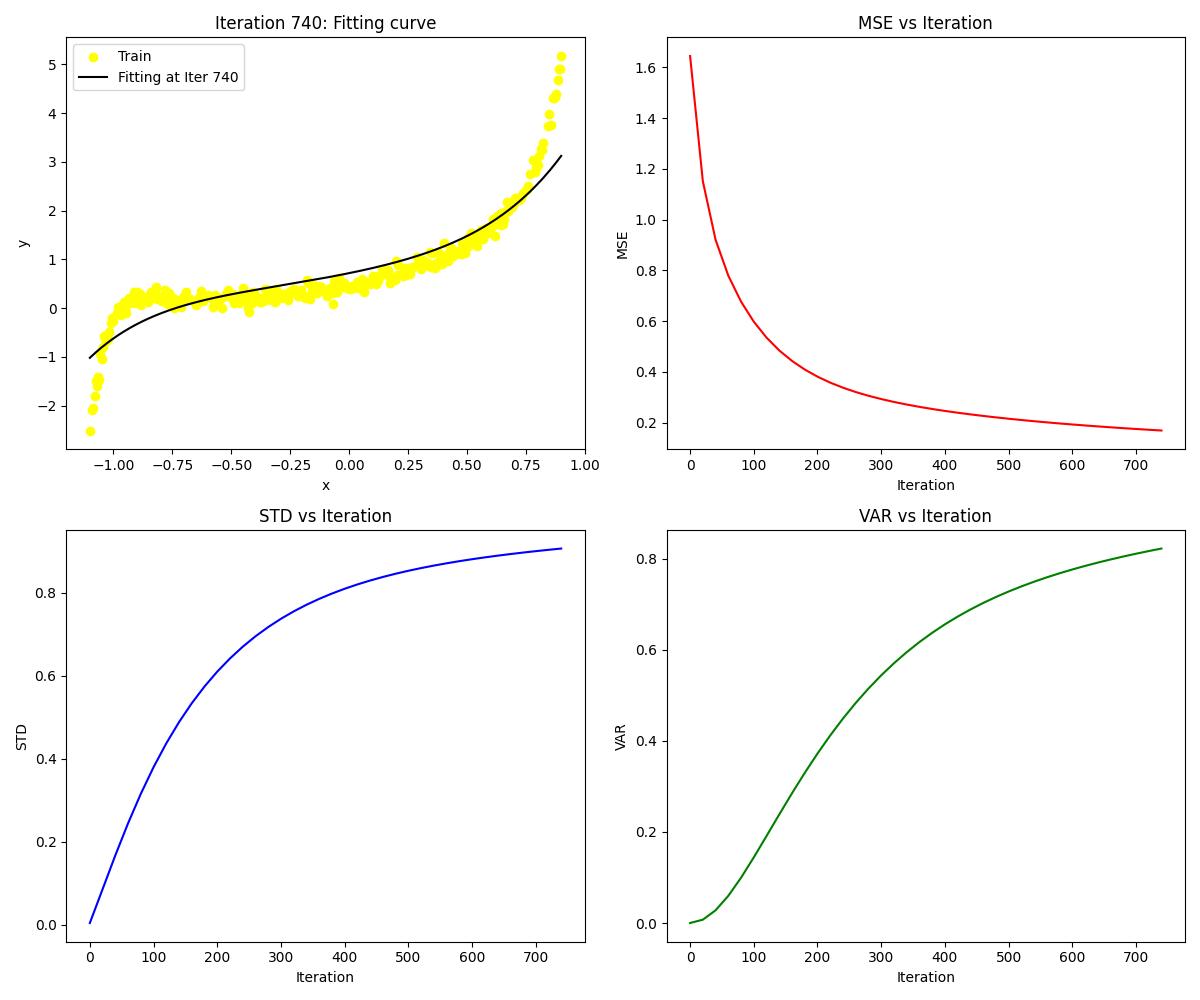 Iteration 740: Fitting curve
Train
Fitting at Iter 740
y
5
4
3
2
1
0
−1
−2
−1.00 −0.75 −0.50 −0.25 0.00 0.25 0.50 0.75 1.00
x
MSE vs Iteration
MSE
1.6
1.4
1.2
1.0
0.8
0.6
0.4
0.2
0 100 200 300 400 500 600 700
Iteration
STD vs Iteration
STD
0.8
0.6
0.4
0.2
0.0
0 100 200 300 400 500 600 700
Iteration
VAR vs Iteration
VAR
0.8
0.6
0.4
0.2
0.0
0 100 200 300 400 500 600 700
Iteration